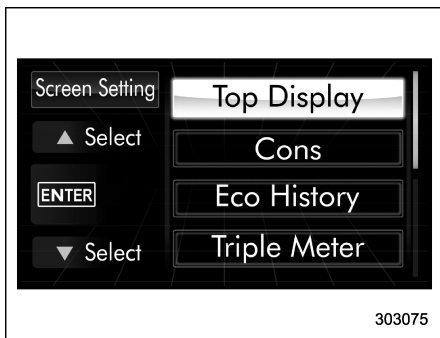 Screen Setting
Top Display
▲ Select
Cons
ENTER
Eco History
▼ Select
Triple Meter
303075